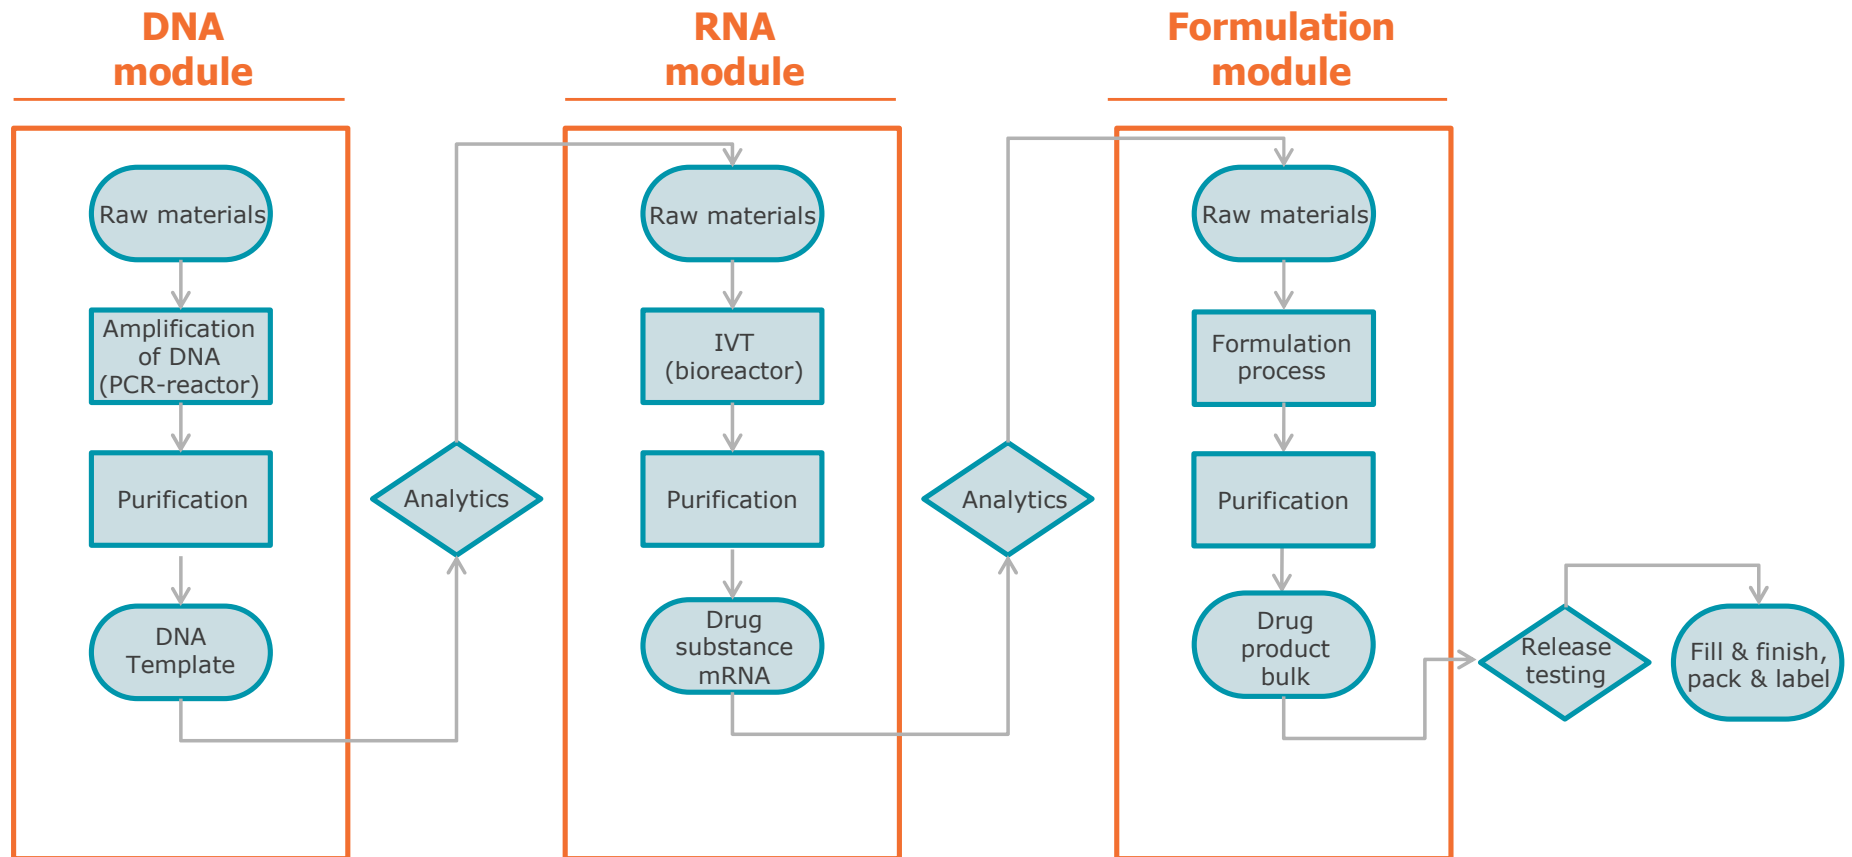 DNA
module
Raw materials
Amplification
of DNA
(PCR-reactor)
Purification
DNA
Template
Analytics
RNA
module
Raw materials
IVT
(bioreactor)
Purification
Drug
substance
mRNA
Analytics
Formulation
module
Raw materials
Formulation
process
Purification
Drug
product
bulk
Release
testing
Fill & finish,
pack & label